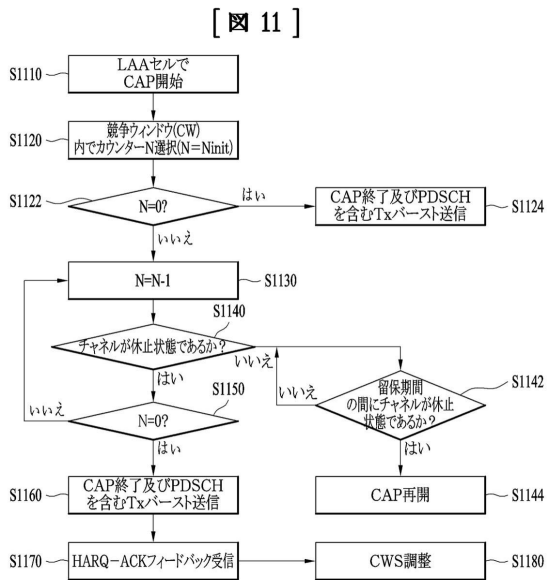 [図 11]
S1110
LAAセルで
CAP開始
S1120
競争ウィンドウ(CW)
内でカウンターN選択(N=Ninit)
S1122
N=0?
はい
CAP終了及びPDSCH
を含むTxバースト送信
S1124
いいえ
N=N-1
S1130
S1140
チャネルが休止状態であるか?
いいえ
はい
いいえ
留保期間
の間にチャネルが休止
状態であるか?
S1142
S1150
いいえ
N=0?
はい
はい
S1160
CAP終了及びPDSCH
を含むTxバースト送信
CAP再開
S1144
S1170
HARQ-ACKフィードバック受信
CWS調整
S1180